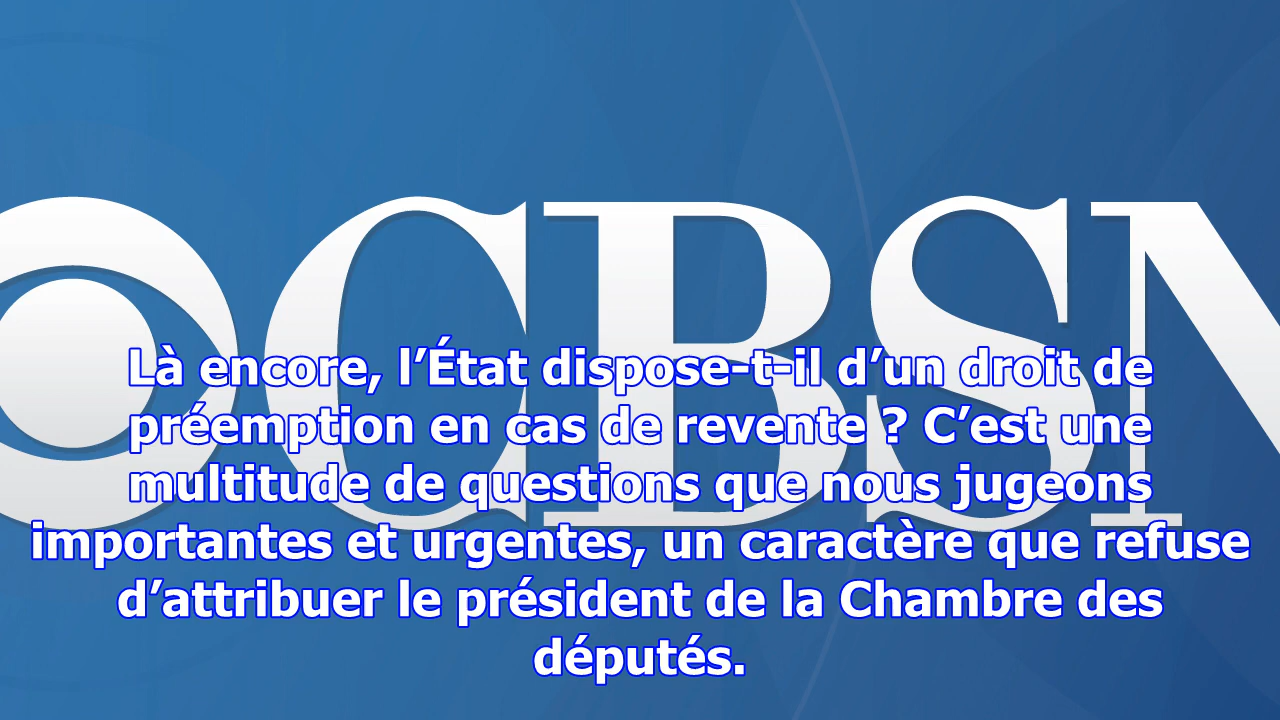 CBSN
Là encore, l’État dispose-t-il d’un droit de
préemption en cas de revente ? C’est une
multitude de questions que nous jugeons
importantes et urgentes, un caractère que refuse
d’attribuer le président de la Chambre des
députés.